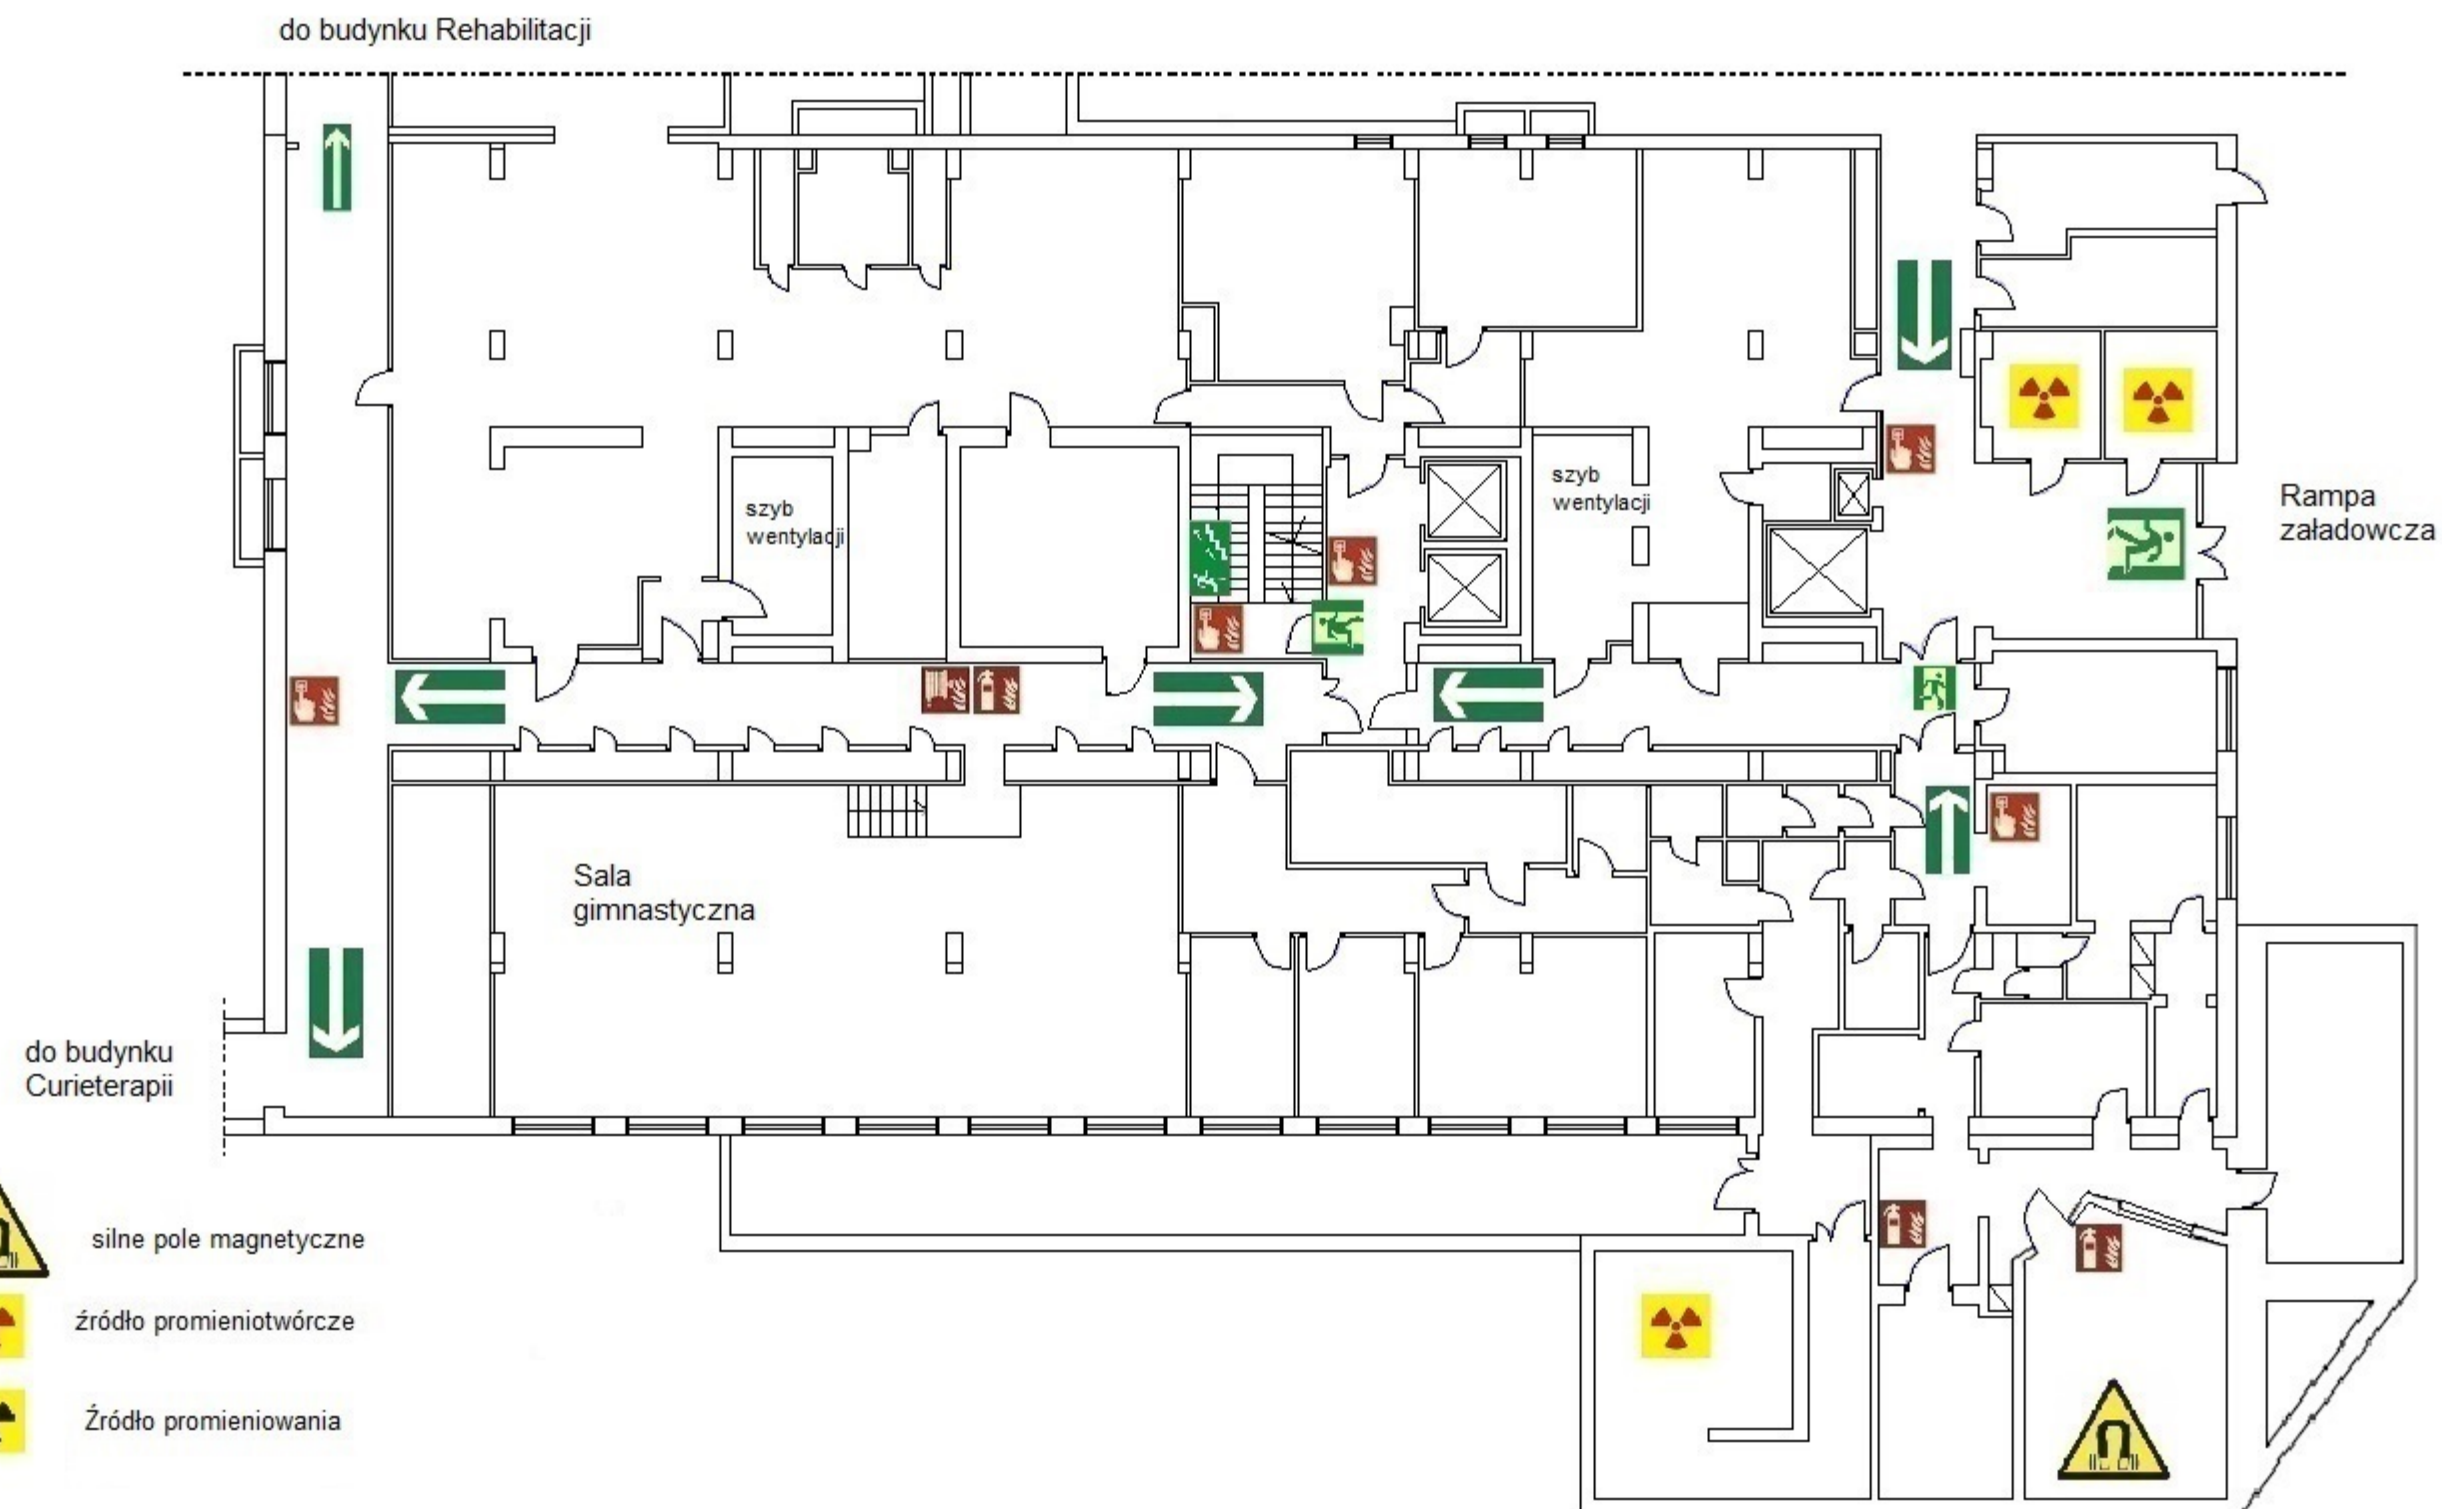 do budynku Rehabilitacji
szyb
wentylacji
szyb
wentylacji
Rampa
załadowcza
Sala
gimnastyczna
do budynku
Curieterapii
silne pole magnetyczne
źródło promieniotwórcze
Źródło promieniowania